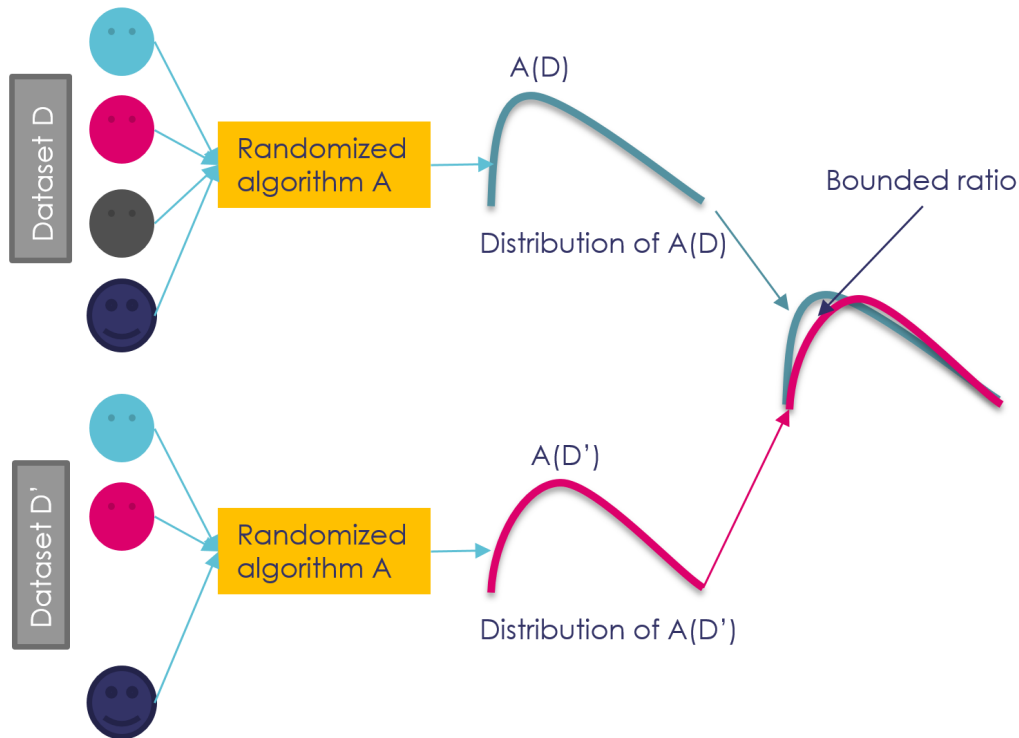 Dataset D
Randomized
algorithm A
A(D)
Distribution of A(D)
Bounded ratio
Dataset D’
Randomized
algorithm A
A(D’)
Distribution of A(D’)